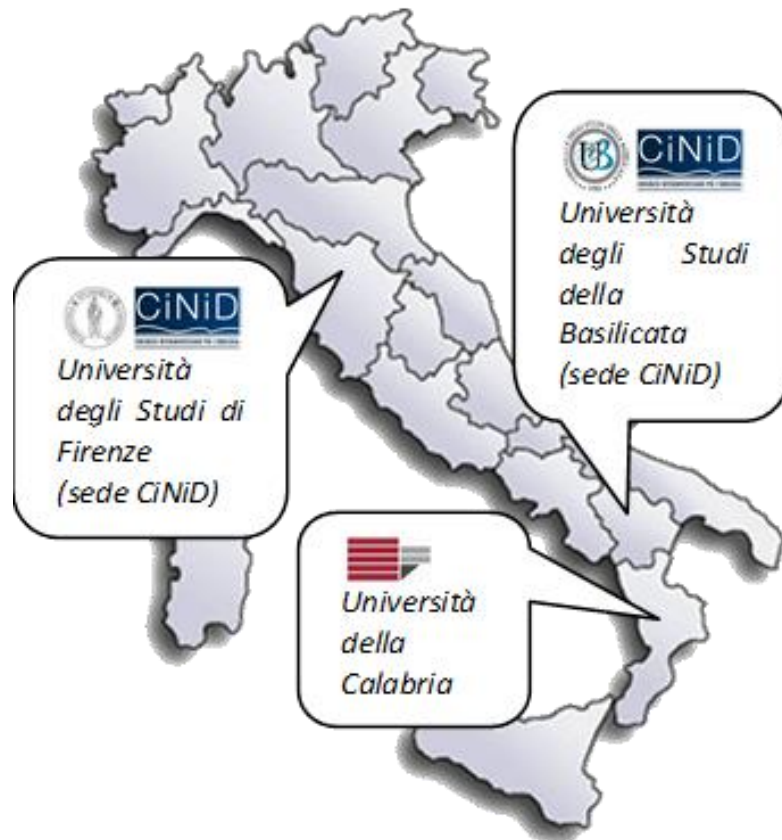 CiNiD
Università
degli Studi
della
Basilicata
(sede CiNiD)
CiNiD
Università
degli Studi di
Firenze
(sede CiNiD)
Università
della
Calabria